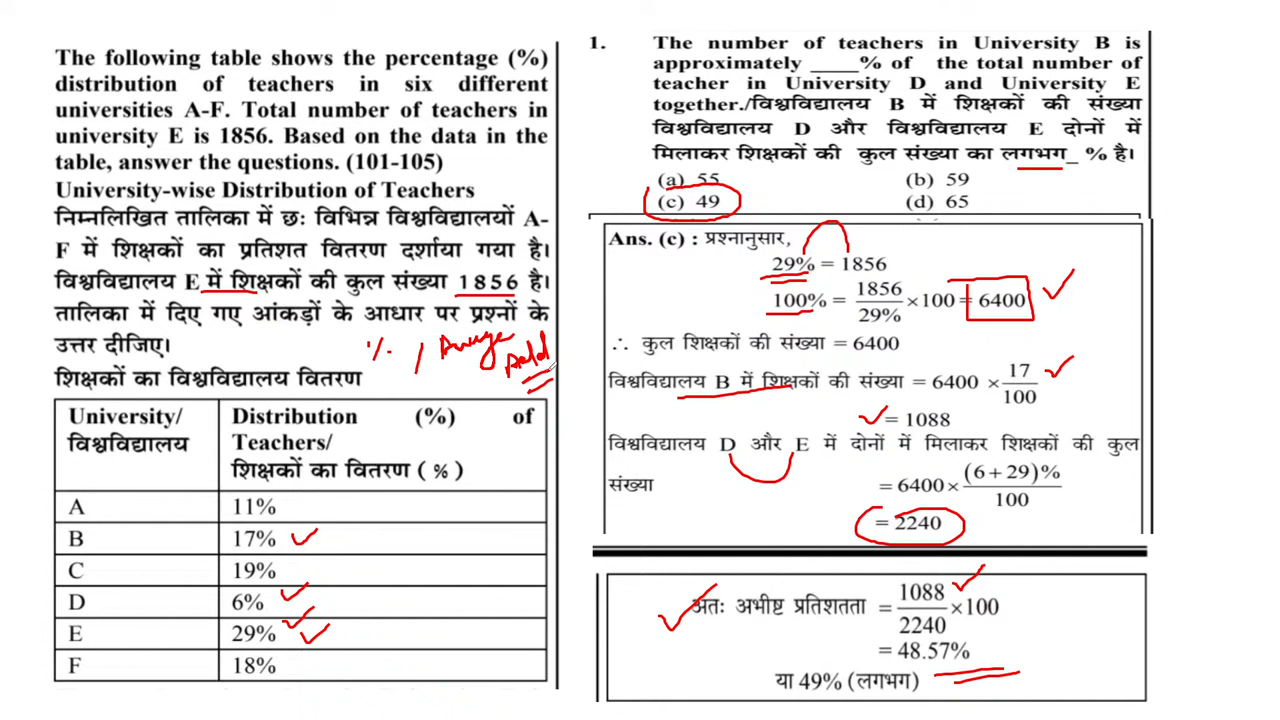 The following table shows the percentage (%)
distribution of teachers in six different
universities A-F. Total number of teachers in
university E is 1856. Based on the data in the
table, answer the questions. (101-105)
University-wise Distribution of Teachers
निम्नलिखित तालिका में छः विभिन्न विश्वविद्यालयों A-
F में शिक्षकों का प्रतिशत वितरण दर्शाया गया है।
विश्वविद्यालय E में शिक्षकों की कुल संख्या 1856 है।
तालिका में दिए गए आंकड़ों के आधार पर प्रश्नों के
उत्तर दीजिए।
% /
Add
शिक्षकों का विश्वविद्यालय वितरण
University/ विश्वविद्यालय
Distribution (%) of
Teachers/
शिक्षकों का वितरण ( % )
A 11%
B 17%
C 19%
D 6%
E 29%
F 18%
1. The number of teachers in University B is
approximately ____% of the total number of
teacher in University D and University E
together./विश्वविद्यालय B में शिक्षकों की संख्या
विश्वविद्यालय D और विश्वविद्यालय E दोनों में
मिलाकर शिक्षकों की कुल संख्या का लगभग_ % है।
(a) 55 (b) 59
(c) 49 (d) 65
Ans. (c) : प्रश्नानुसार,
29% = 1856
100% = 1856/29% ×100 = 6400
∴ कुल शिक्षकों की संख्या = 6400
विश्वविद्यालय B में शिक्षकों की संख्या = 6400 × 17/100
= 1088
विश्वविद्यालय D और E में दोनों में मिलाकर शिक्षकों की कुल
संख्या = 6400× (6+29)%/100
= 2240
अतः अभीष्ट प्रतिशतता = 1088/2240 ×100
= 48.57%
या 49% (लगभग)